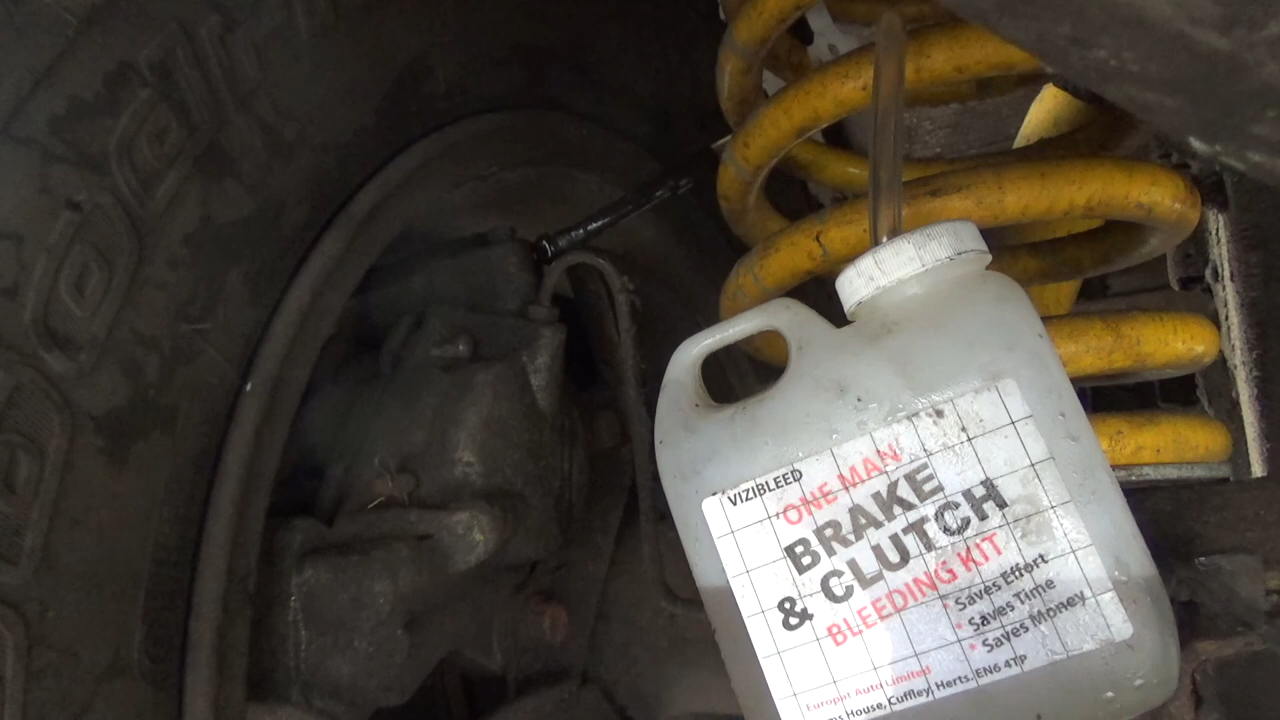 VIZIBLEED
'ONE MAN'
BRAKE
& CLUTCH
BLEEDING KIT
* Saves Effort
* Saves Time
* Saves Money
Europat Auto Limited
House, Cuffley, Herts. EN6 4TP